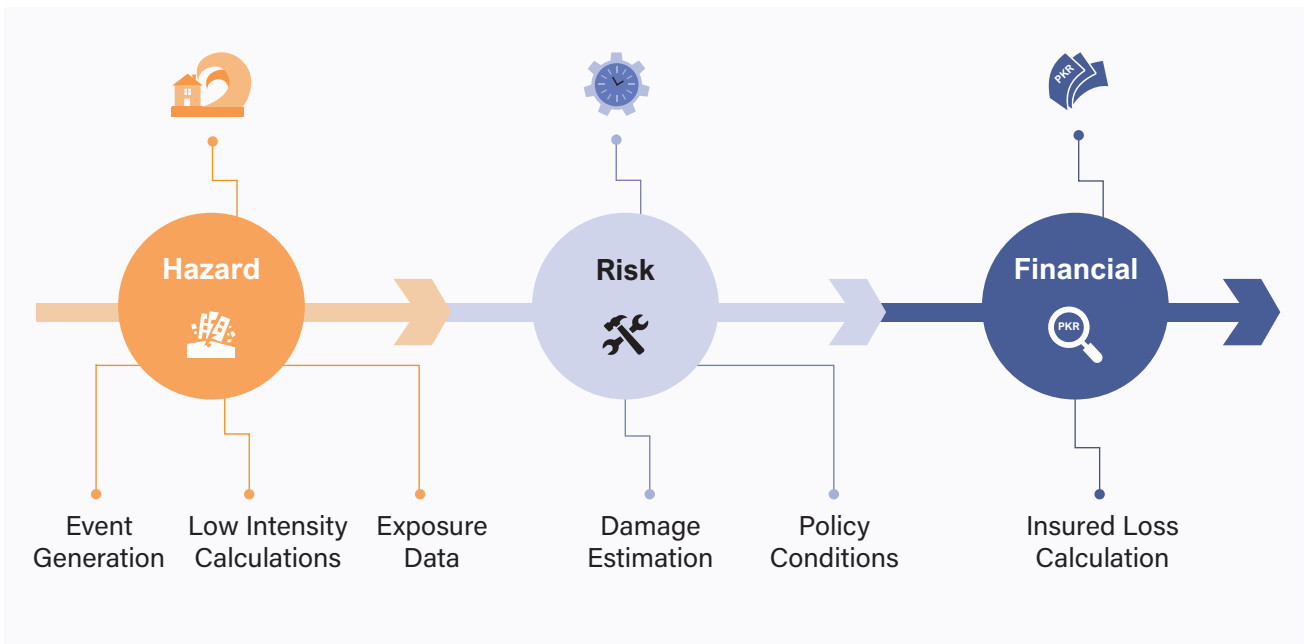 PKR
Hazard
Risk
Financial
PKR
Event
Generation
Low Intensity
Calculations
Exposure
Data
Damage
Estimation
Policy
Conditions
Insured Loss
Calculation